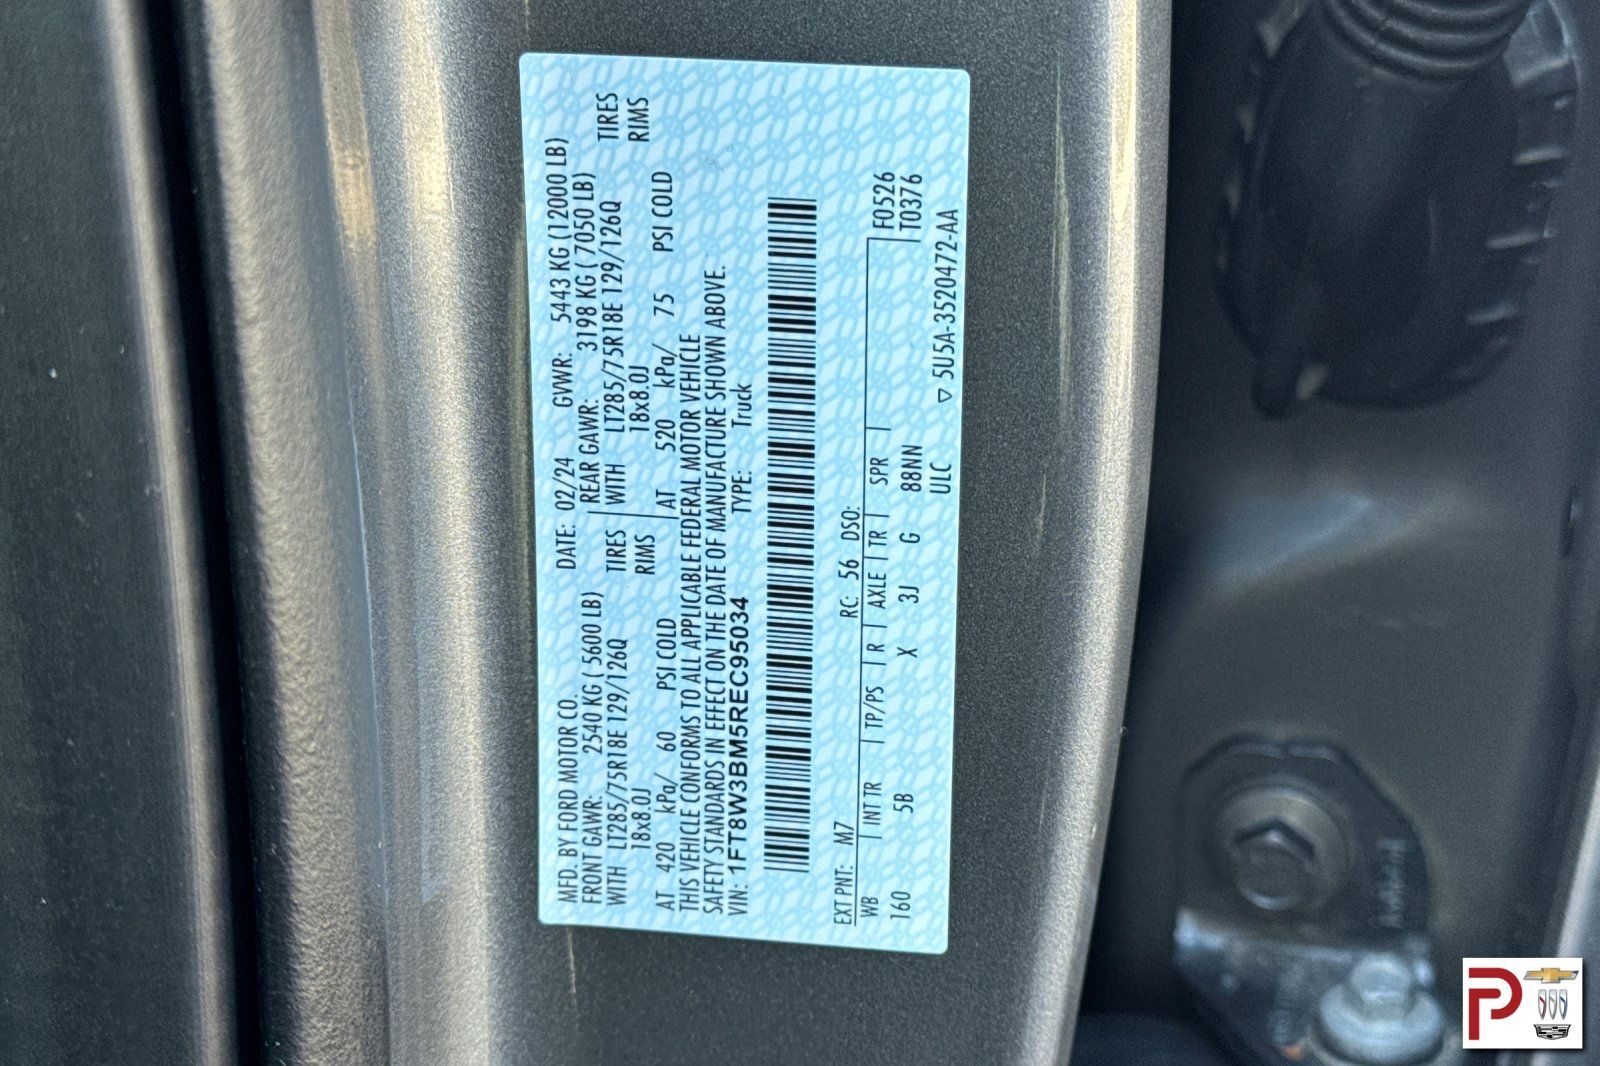 MFD. BY FORD MOTOR CO. DATE: 02/24 GVWR: 5443 KG (12000 LB)
FRONT GAWR: 2540 KG ( 5600 LB) REAR GAWR: 3198 KG ( 7050 LB)
WITH LT285/75R18E 129/126Q TIRES WITH LT285/75R18E 129/126Q TIRES
18x8.0J RIMS 18x8.0J RIMS
AT 420 kPa/ 60 PSI COLD AT 520 kPa/ 75 PSI COLD
THIS VEHICLE CONFORMS TO ALL APPLICABLE FEDERAL MOTOR VEHICLE
SAFETY STANDARDS IN EFFECT ON THE DATE OF MANUFACTURE SHOWN ABOVE.
VIN: 1FT8W3BM5REC95034 TYPE: Truck
EXT PNT: M7 RC: 56 DSO: F0526
WB INT TR TP/PS R AXLE TR SPR T0376
160 5B X 3J G 88NN
ULC ▽ 5U5A-3520472-AA
P